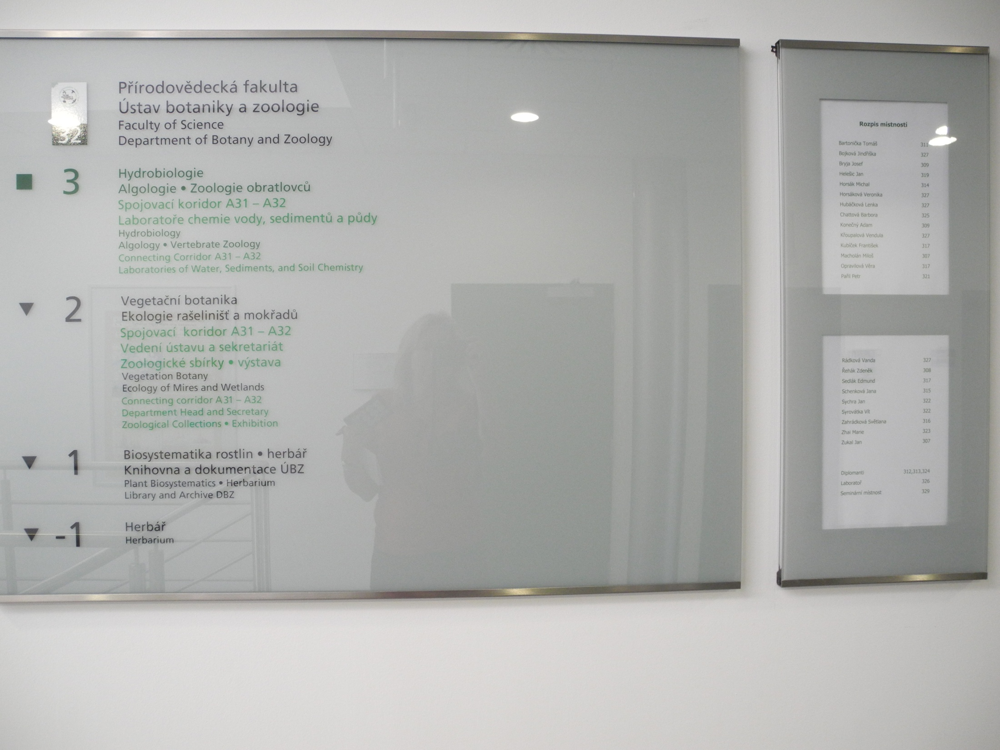 32
Přírodovědecká fakulta
Ústav botaniky a zoologie
Faculty of Science
Department of Botany and Zoology
3
Hydrobiologie
Algologie • Zoologie obratlovců
Spojovací koridor A31 – A32
Laboratoře chemie vody, sedimentů a půdy
Hydrobiology
Algology • Vertebrate Zoology
Connecting Corridor A31 – A32
Laboratories of Water, Sediments, and Soil Chemistry
2
Vegetační botanika
Ekologie rašelinišť a mokřadů
Spojovací koridor A31 – A32
Vedení ústavu a sekretariát
Zoologické sbírky • výstava
Vegetation Botany
Ecology of Mires and Wetlands
Connecting corridor A31 – A32
Department Head and Secretary
Zoological Collections • Exhibition
1
Biosystematika rostlin • herbář
Knihovna a dokumentace ÚBZ
Plant Biosystematics • Herbarium
Library and Archive DBZ
-1
Herbář
Herbarium
Rozpis místností
Bartonička Tomáš 311
Bojková Jindřiška 327
Bryja Josef 309
Helešic Jan 319
Horsák Michal 314
Horsáková Veronika 327
Hubáčková Lenka 327
Chattová Barbora 325
Konečný Adam 309
Křoupalová Vendula 327
Kubíček František 317
Macholán Miloš 307
Opravilová Věra 317
Pařil Petr 321
Rádková Vanda 327
Řehák Zdeněk 308
Sedlák Edmund 317
Schenková Jana 315
Sychra Jan 322
Syrovátka Vít 322
Zahrádková Světlana 316
Zhai Marie 323
Zukal Jan 307
Diplomanti 312,313,324
Laboratoř 326
Seminární místnost 329